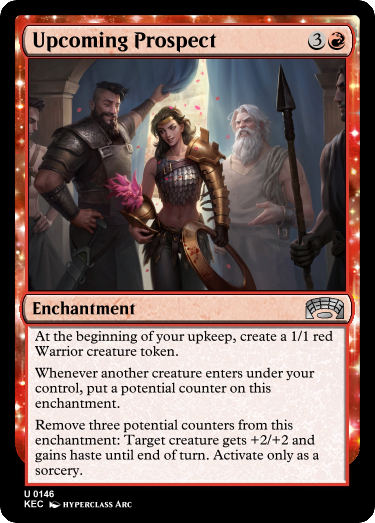 Upcoming Prospect 3
Enchantment
At the beginning of your upkeep, create a 1/1 red
Warrior creature token.
Whenever another creature enters under your
control, put a potential counter on this
enchantment.
Remove three potential counters from this
enchantment: Target creature gets +2/+2 and
gains haste until end of turn. Activate only as a
sorcery.
U 0146
KEC HYPERCLASS ARC